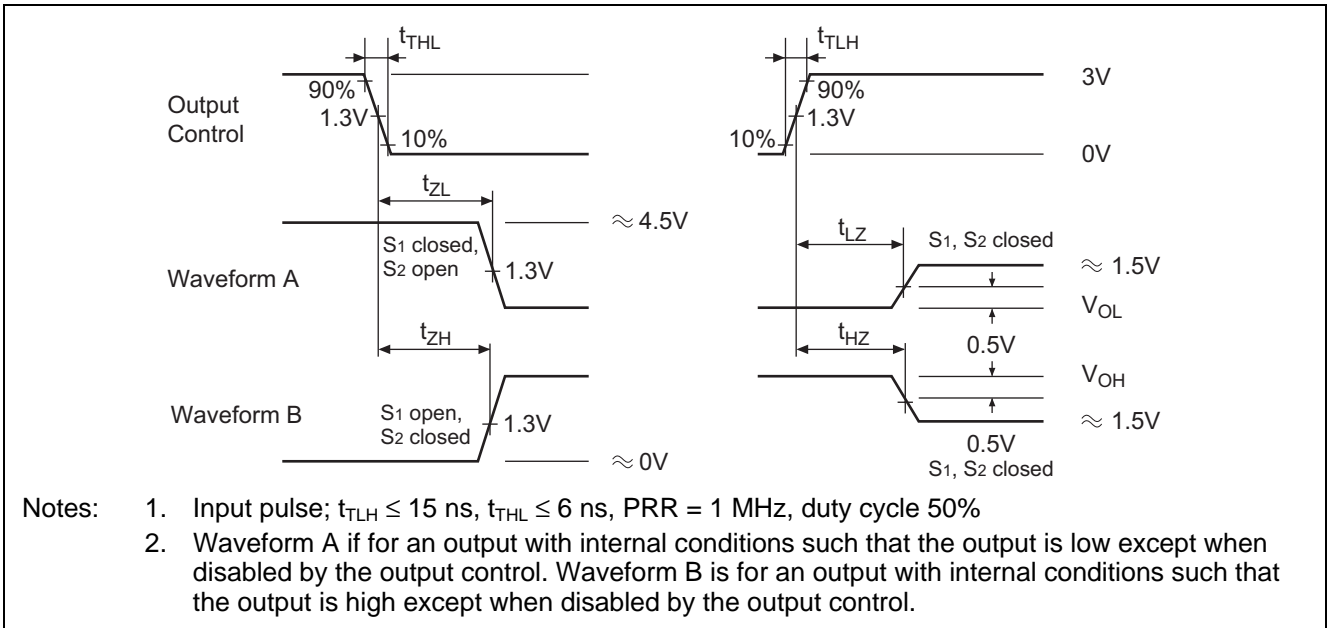 tTHL
tTLH
Output
Control
90%
1.3V
10%
90%
1.3V
10%
3V
0V
tZL
≈ 4.5V
Waveform A
S1 closed,
S2 open
1.3V
tLZ
S1, S2 closed
≈ 1.5V
VOL
0.5V
tZH
tHZ
VOH
Waveform B
S1 open,
S2 closed
1.3V
≈ 0V
≈ 1.5V
0.5V
S1, S2 closed
Notes: 1. Input pulse; tTLH ≤ 15 ns, tTHL ≤ 6 ns, PRR = 1 MHz, duty cycle 50%
2. Waveform A if for an output with internal conditions such that the output is low except when
disabled by the output control. Waveform B is for an output with internal conditions such that
the output is high except when disabled by the output control.